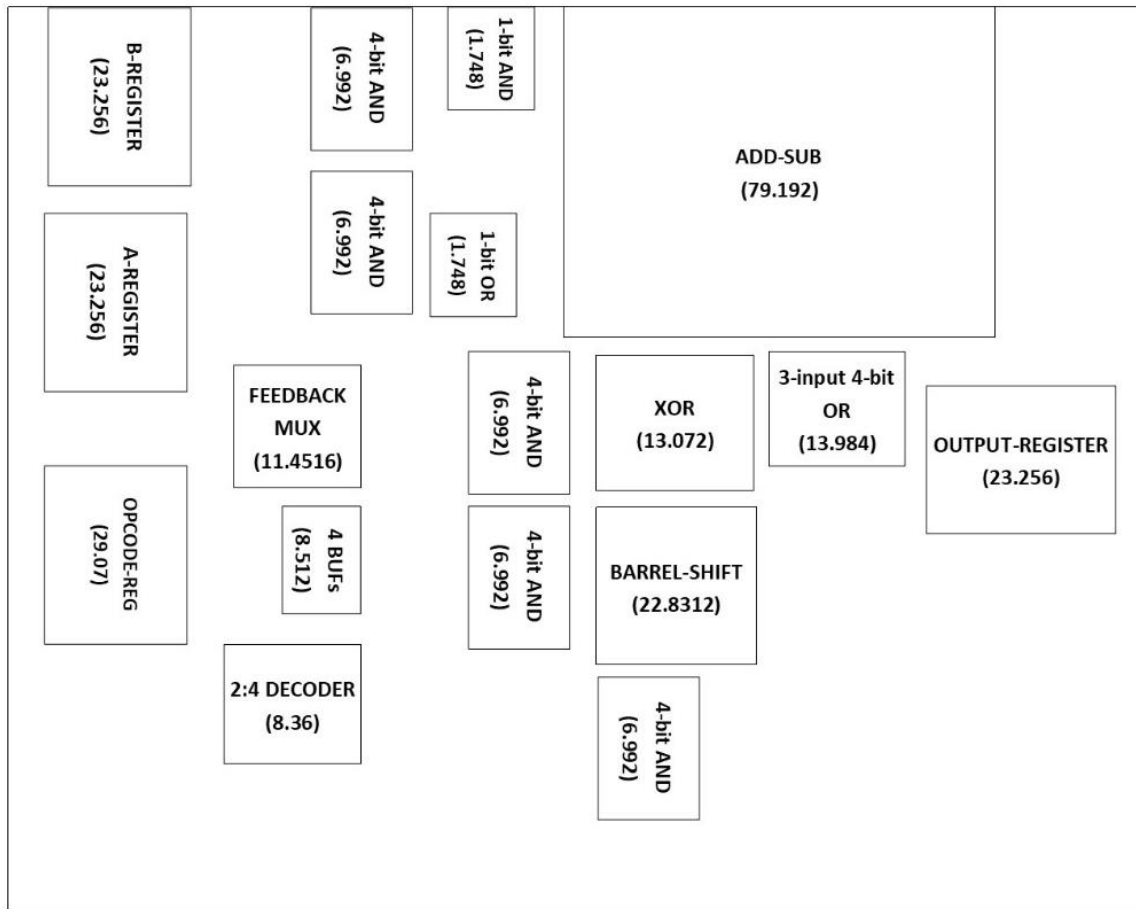 B-REGISTER
(23.256)
4-bit AND
(6.992)
1-bit AND
(1.748)
ADD-SUB
(79.192)
A-REGISTER
(23.256)
4-bit AND
(6.992)
1-bit OR
(1.748)
FEEDBACK
MUX
(11.4516)
4-bit AND
(6.992)
XOR
(13.072)
3-input 4-bit
OR
(13.984)
OUTPUT-REGISTER
(23.256)
OPCODE-REG
(29.07)
4 BUFs
(8.512)
4-bit AND
(6.992)
BARREL-SHIFT
(22.8312)
2:4 DECODER
(8.36)
4-bit AND
(6.992)